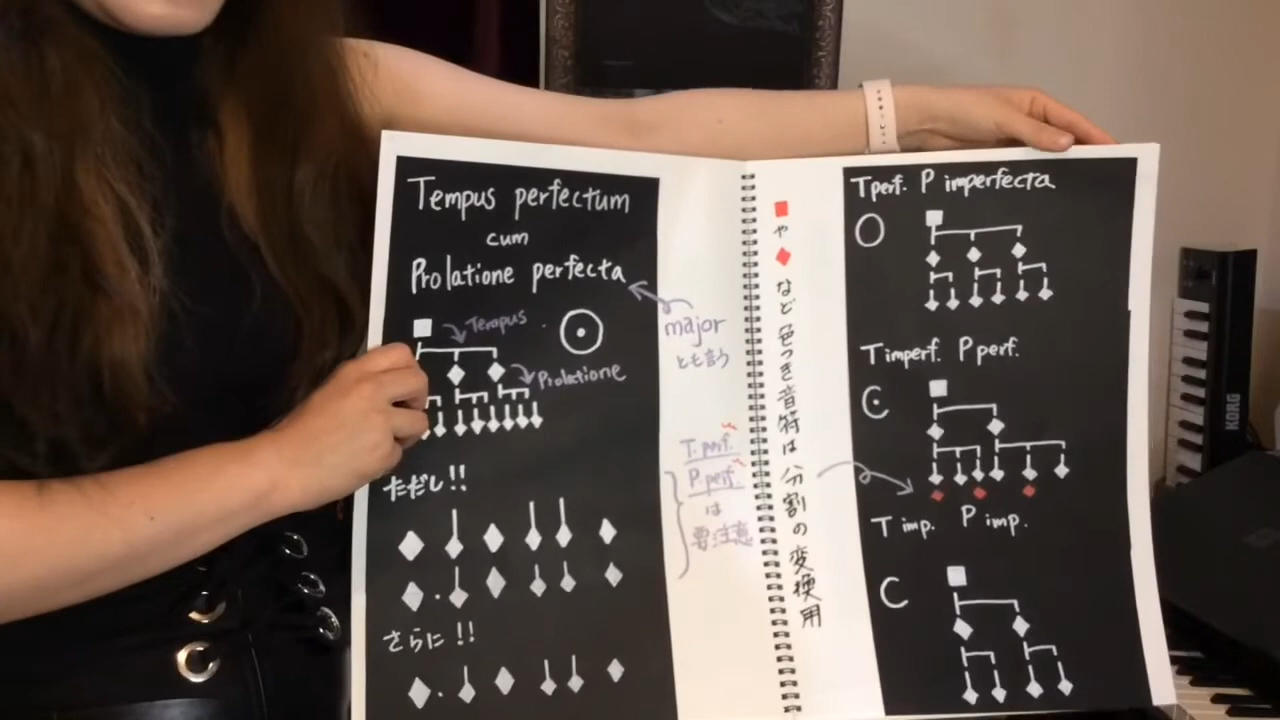 Tempus perfectum
cum
Prolatione perfecta
Tempus
Prolatione
major
とも言う
ただし!!
T. perf.
P. perf.
は
要注意
さらに!!
や
など色つき音符は分割の変換用
Tperf. P imperfecta
T imperf. P perf.
C
T imp. P imp.
C
KORG